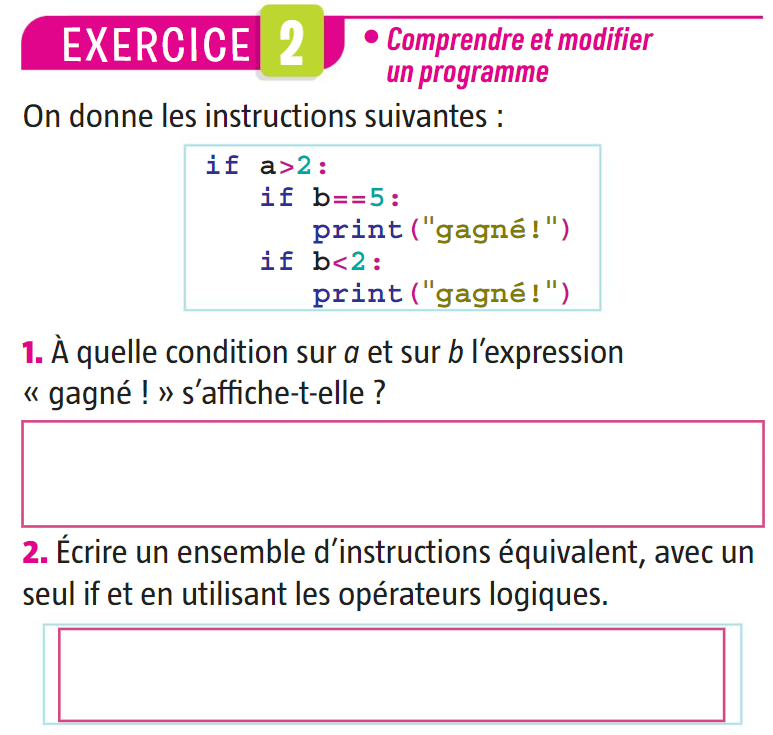 EXERCICE 2
• Comprendre et modifier
un programme
On donne les instructions suivantes :
if a>2:
    if b==5:
        print("gagné!")
    if b<2:
        print("gagné!")
1. À quelle condition sur a et sur b l’expression
« gagné ! » s’affiche-t-elle ?
2. Écrire un ensemble d’instructions équivalent, avec un
seul if et en utilisant les opérateurs logiques.